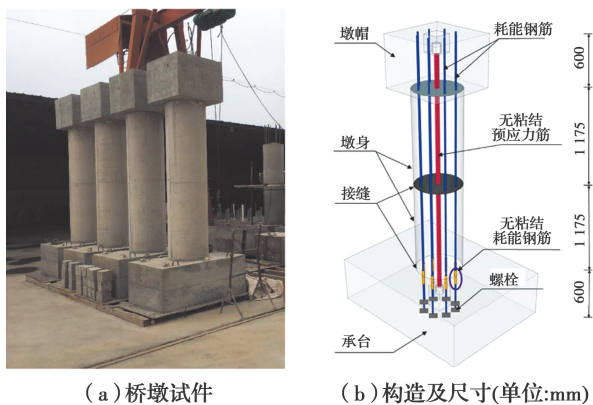 墩帽
耗能钢筋
600
无粘结
预应力筋
1 175
墩身
接缝
无粘结
耗能钢筋
1 175
螺栓
600
承台
(a)桥墩试件
(b)构造及尺寸(单位:mm)